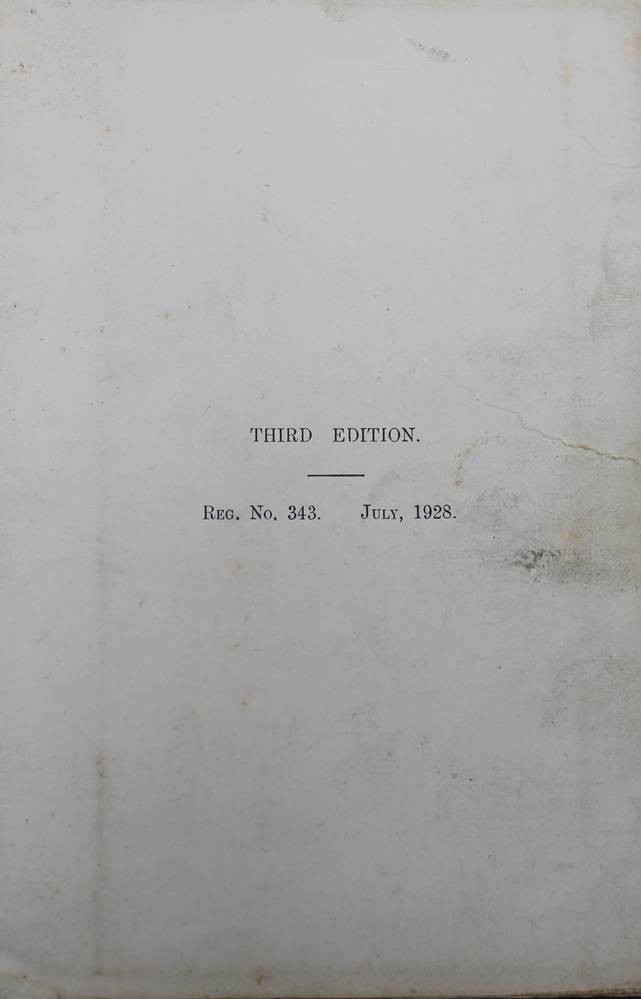 THIRD EDITION.
REG. No. 343. JULY, 1928.